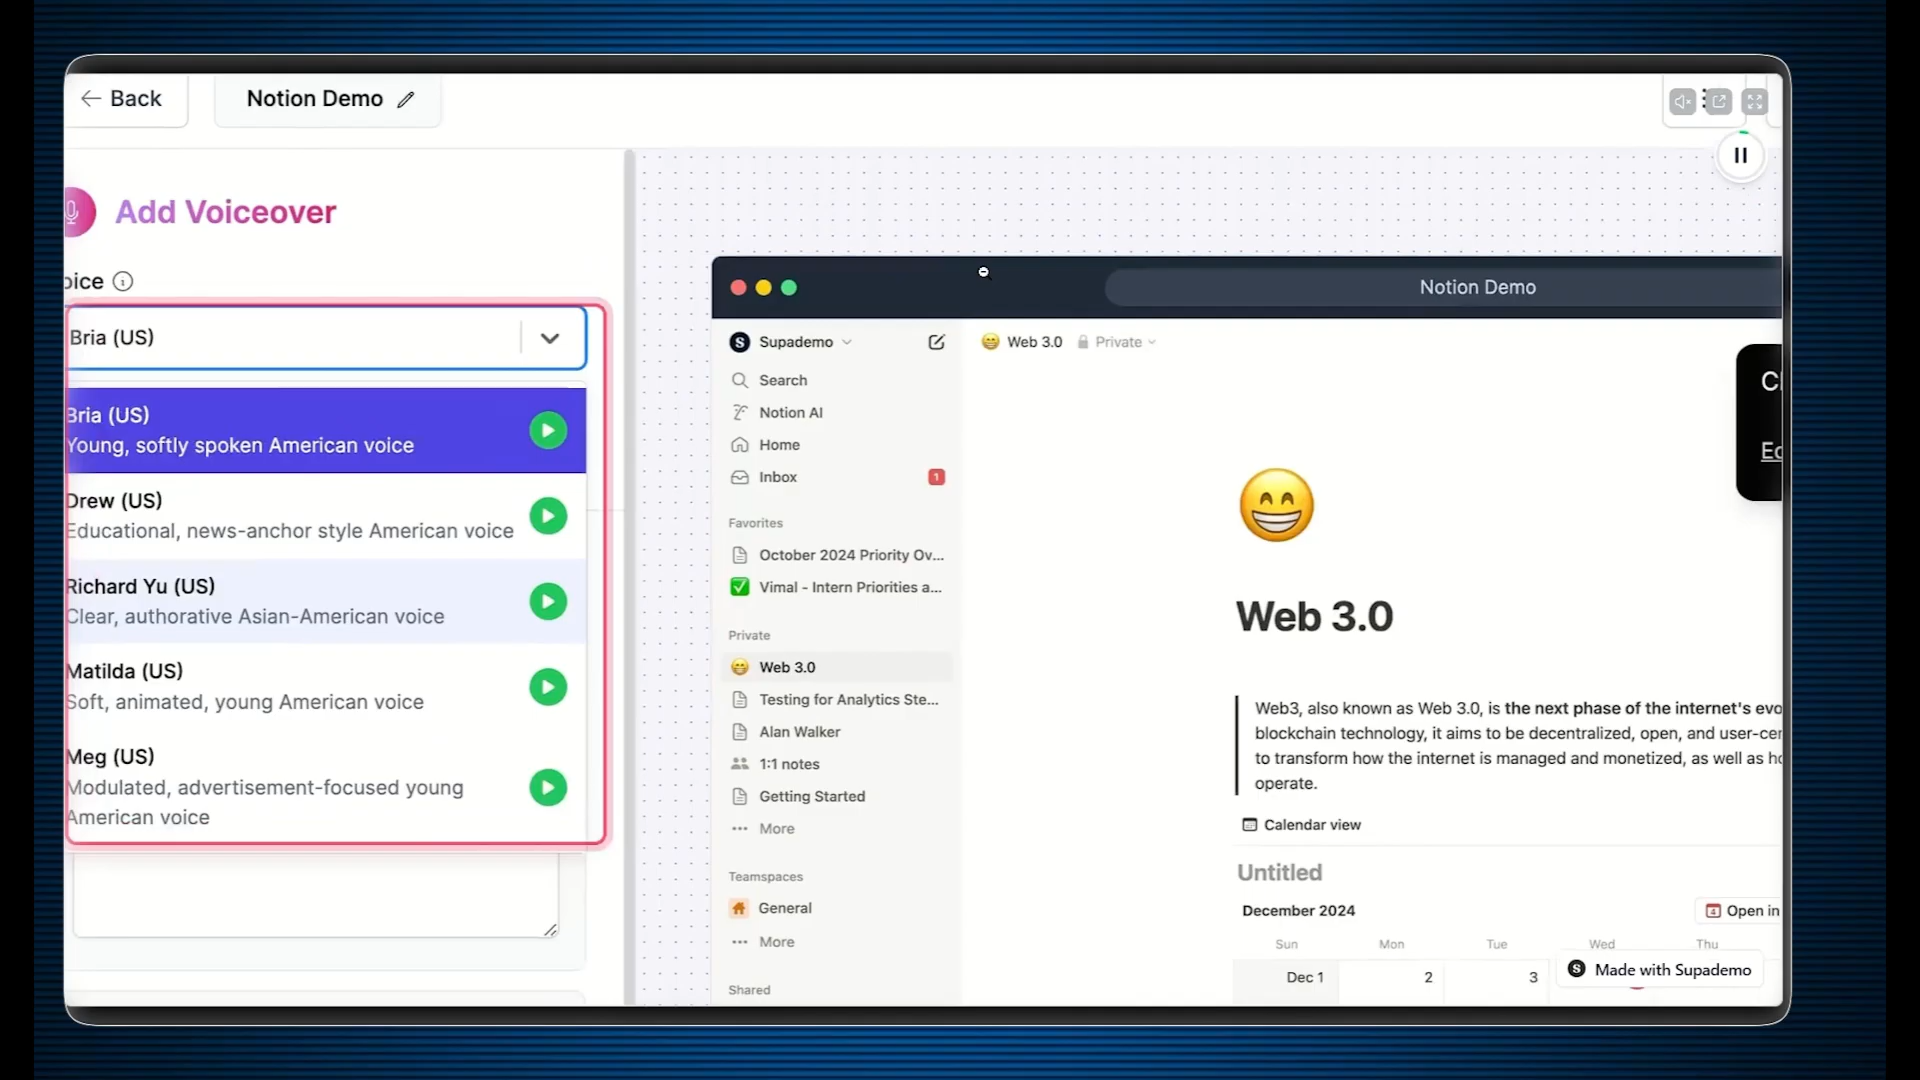 Back
Notion Demo
Add Voiceover
oice
Bria (US)
Bria (US)
Young, softly spoken American voice
Drew (US)
Educational, news-anchor style American voice
Richard Yu (US)
Clear, authorative Asian-American voice
Matilda (US)
Soft, animated, young American voice
Meg (US)
Modulated, advertisement-focused young
American voice
Notion Demo
Supademo
Search
Notion AI
Home
Inbox
1
Favorites
October 2024 Priority Ov...
Vimal - Intern Priorities a...
Private
Web 3.0
Testing for Analytics Ste...
Alan Walker
1:1 notes
Getting Started
More
Teamspaces
General
More
Shared
Web 3.0 Private
Web 3.0
Web3, also known as Web 3.0, is the next phase of the internet's evo
blockchain technology, it aims to be decentralized, open, and user-cen
to transform how the internet is managed and monetized, as well as ho
operate.
Calendar view
Untitled
December 2024
Open in
Sun Mon Tue Wed Thu
Dec 1 2 3
Made with Supademo